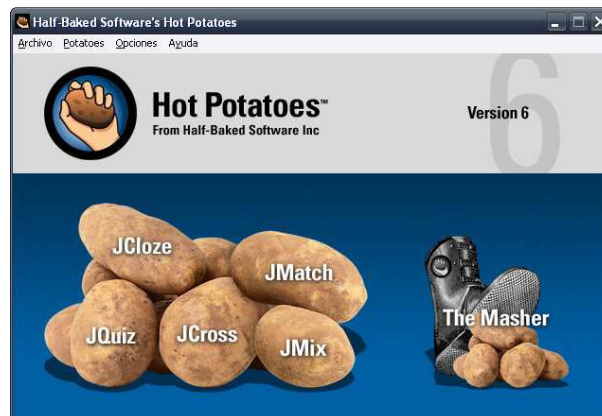 Half-Baked Software's Hot Potatoes
Archivo Potatoes Opciones Ayuda
Hot Potatoes™
From Half-Baked Software Inc
Version 6
6
JCloze
JMatch
The Masher
JQuiz
JCross
JMix